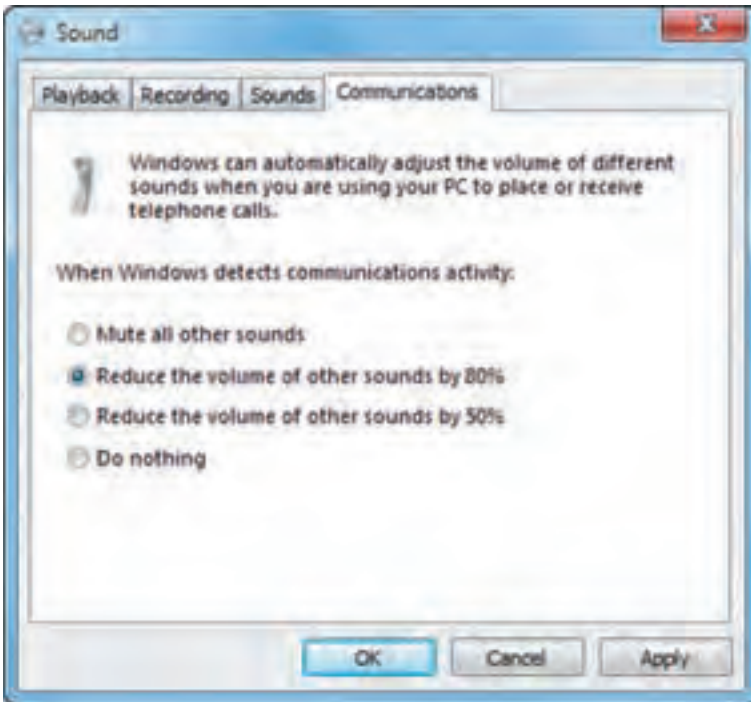 Sound
Playback Recording Sounds Communications
Windows can automatically adjust the volume of different
sounds when you are using your PC to place or receive
telephone calls.
When Windows detects communications activity:
Mute all other sounds
Reduce the volume of other sounds by 80%
Reduce the volume of other sounds by 50%
Do nothing
OK Cancel Apply